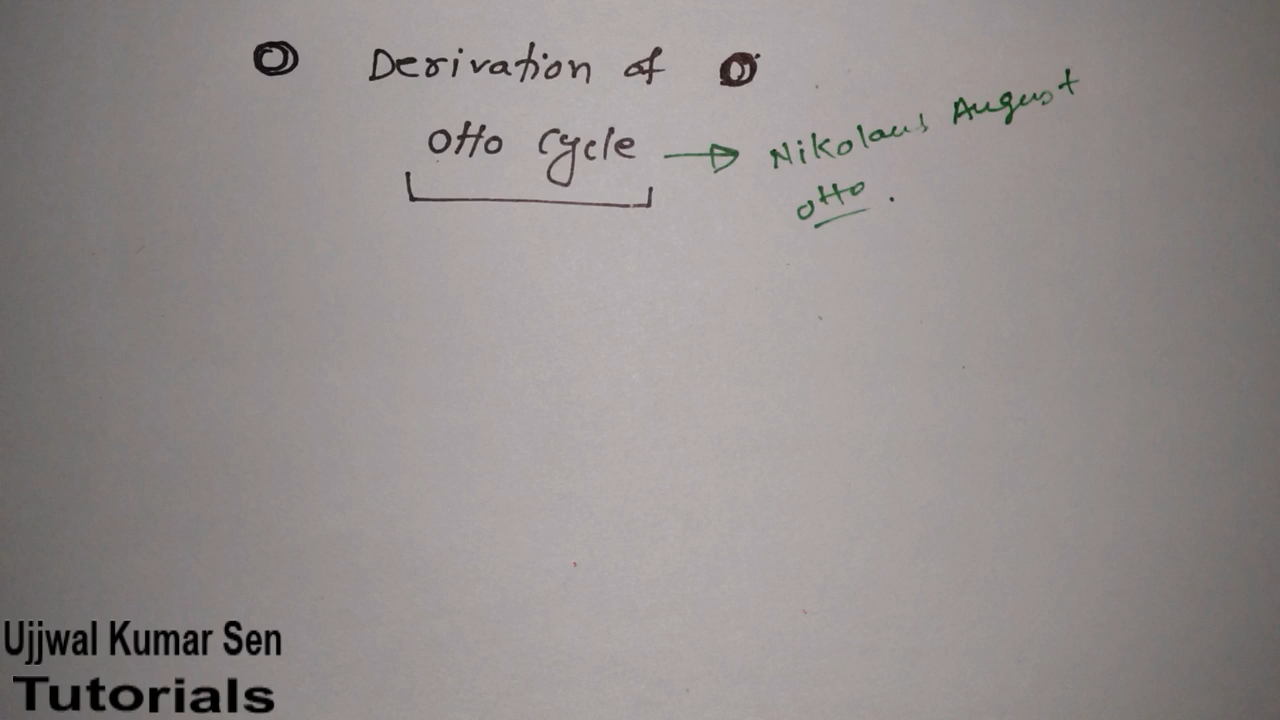 Derivation of
Otto Cycle → Nikolaus August
Otto.
Ujjwal Kumar Sen
Tutorials